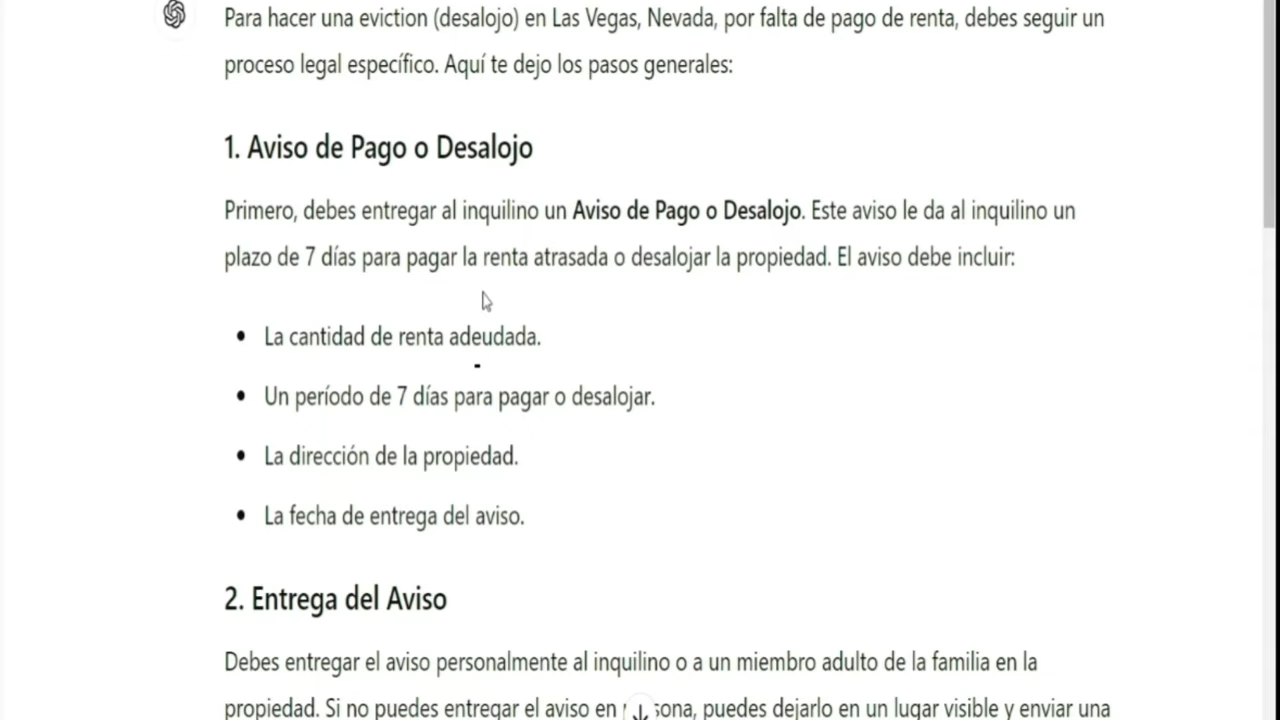 Para hacer una eviction (desalojo) en Las Vegas, Nevada, por falta de pago de renta, debes seguir un
proceso legal específico. Aquí te dejo los pasos generales:
1. Aviso de Pago o Desalojo
Primero, debes entregar al inquilino un Aviso de Pago o Desalojo. Este aviso le da al inquilino un
plazo de 7 días para pagar la renta atrasada o desalojar la propiedad. El aviso debe incluir:
• La cantidad de renta adeudada.
• Un período de 7 días para pagar o desalojar.
• La dirección de la propiedad.
• La fecha de entrega del aviso.
2. Entrega del Aviso
Debes entregar el aviso personalmente al inquilino o a un miembro adulto de la familia en la
propiedad. Si no puedes entregar el aviso en sona, puedes dejarlo en un lugar visible y enviar una